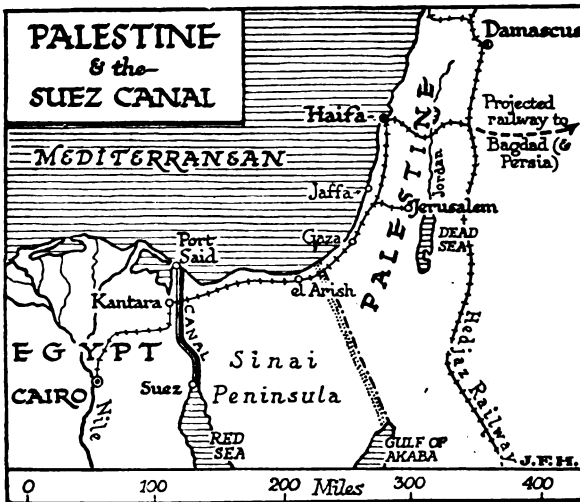 PALESTINE
& the
SUEZ CANAL
Damascus
Haifa
Projected
railway to
Bagdad (&
Persia)
MEDITERRANEAN
PALESTINE
Jordan
Jaffa
Jerusalem
Gaza
DEAD
SEA
Port
Said
Kantara
el Arish
CANAL
EGYPT
Sinai
Peninsula
CAIRO
Nile
Suez
Hedjaz Railway
RED
SEA
GULF OF
AKABA
J.F.H.
0 100 200 Miles 300 400